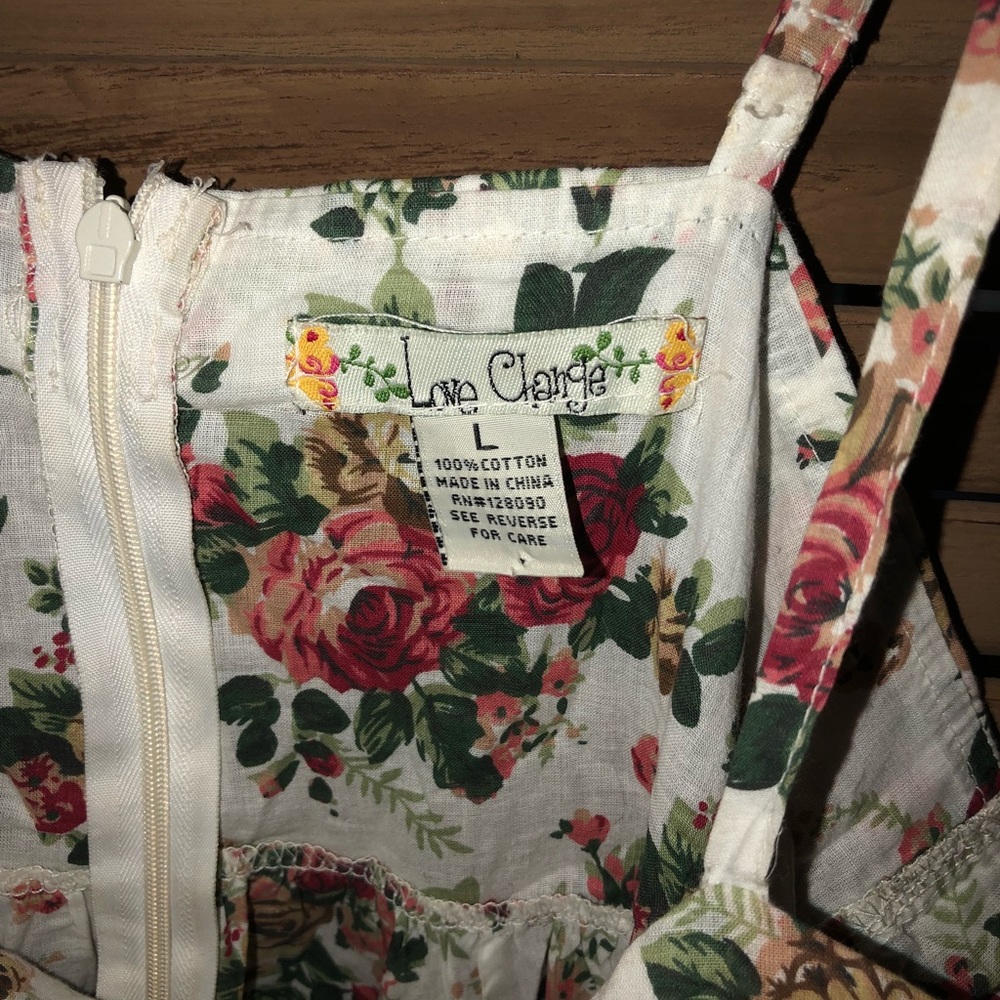 Love Change
L
100%COTTON
MADE IN CHINA
RN#128090
SEE REVERSE
FOR CARE